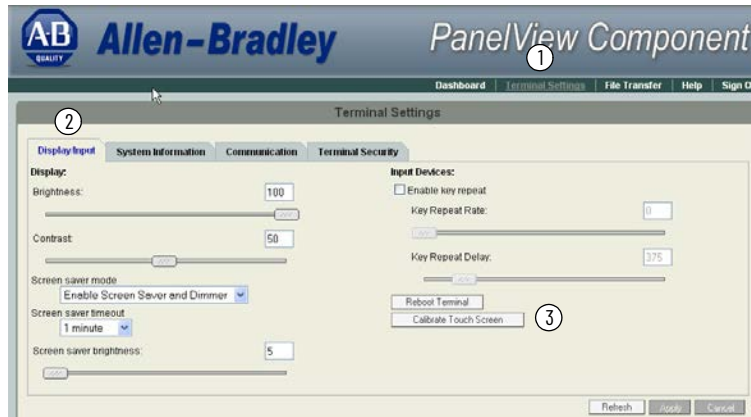 AB
QUALITY
Allen-Bradley
PanelView Component
1
Dashboard Terminal Settings File Transfer Help Sign O
Terminal Settings
2
Display/Input System Information Communication Terminal Security
Display:
Brightness: 100
Contrast: 50
Screen saver mode
Enable Screen Saver and Dimmer
Screen saver timeout
1 minute
Screen saver brightness: 5
Input Devices:
Enable key repeat
Key Repeat Rate: 0
Key Repeat Delay: 375
Reboot Terminal
Calibrate Touch Screen 3
Refresh Apply Cancel